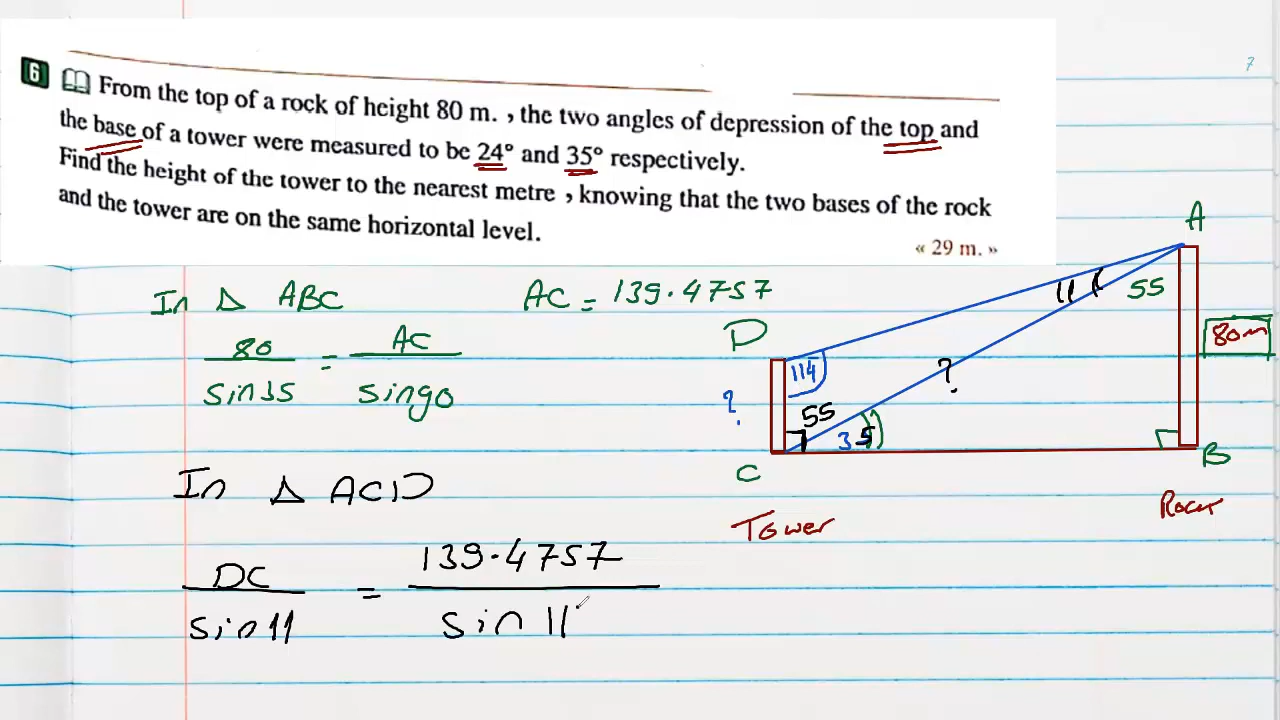 7
6 From the top of a rock of height 80 m. , the two angles of depression of the top and
the base of a tower were measured to be 24° and 35° respectively.
Find the height of the tower to the nearest metre , knowing that the two bases of the rock
and the tower are on the same horizontal level.
« 29 m. »
In Δ ABC AC = 139.4757
80 / sin35 = AC / sin90
In Δ ACD
DC / sin11 = 139.4757 / sin 11
A
11 55
D
80m
114
?
?
55
35
C B
Tower Rock